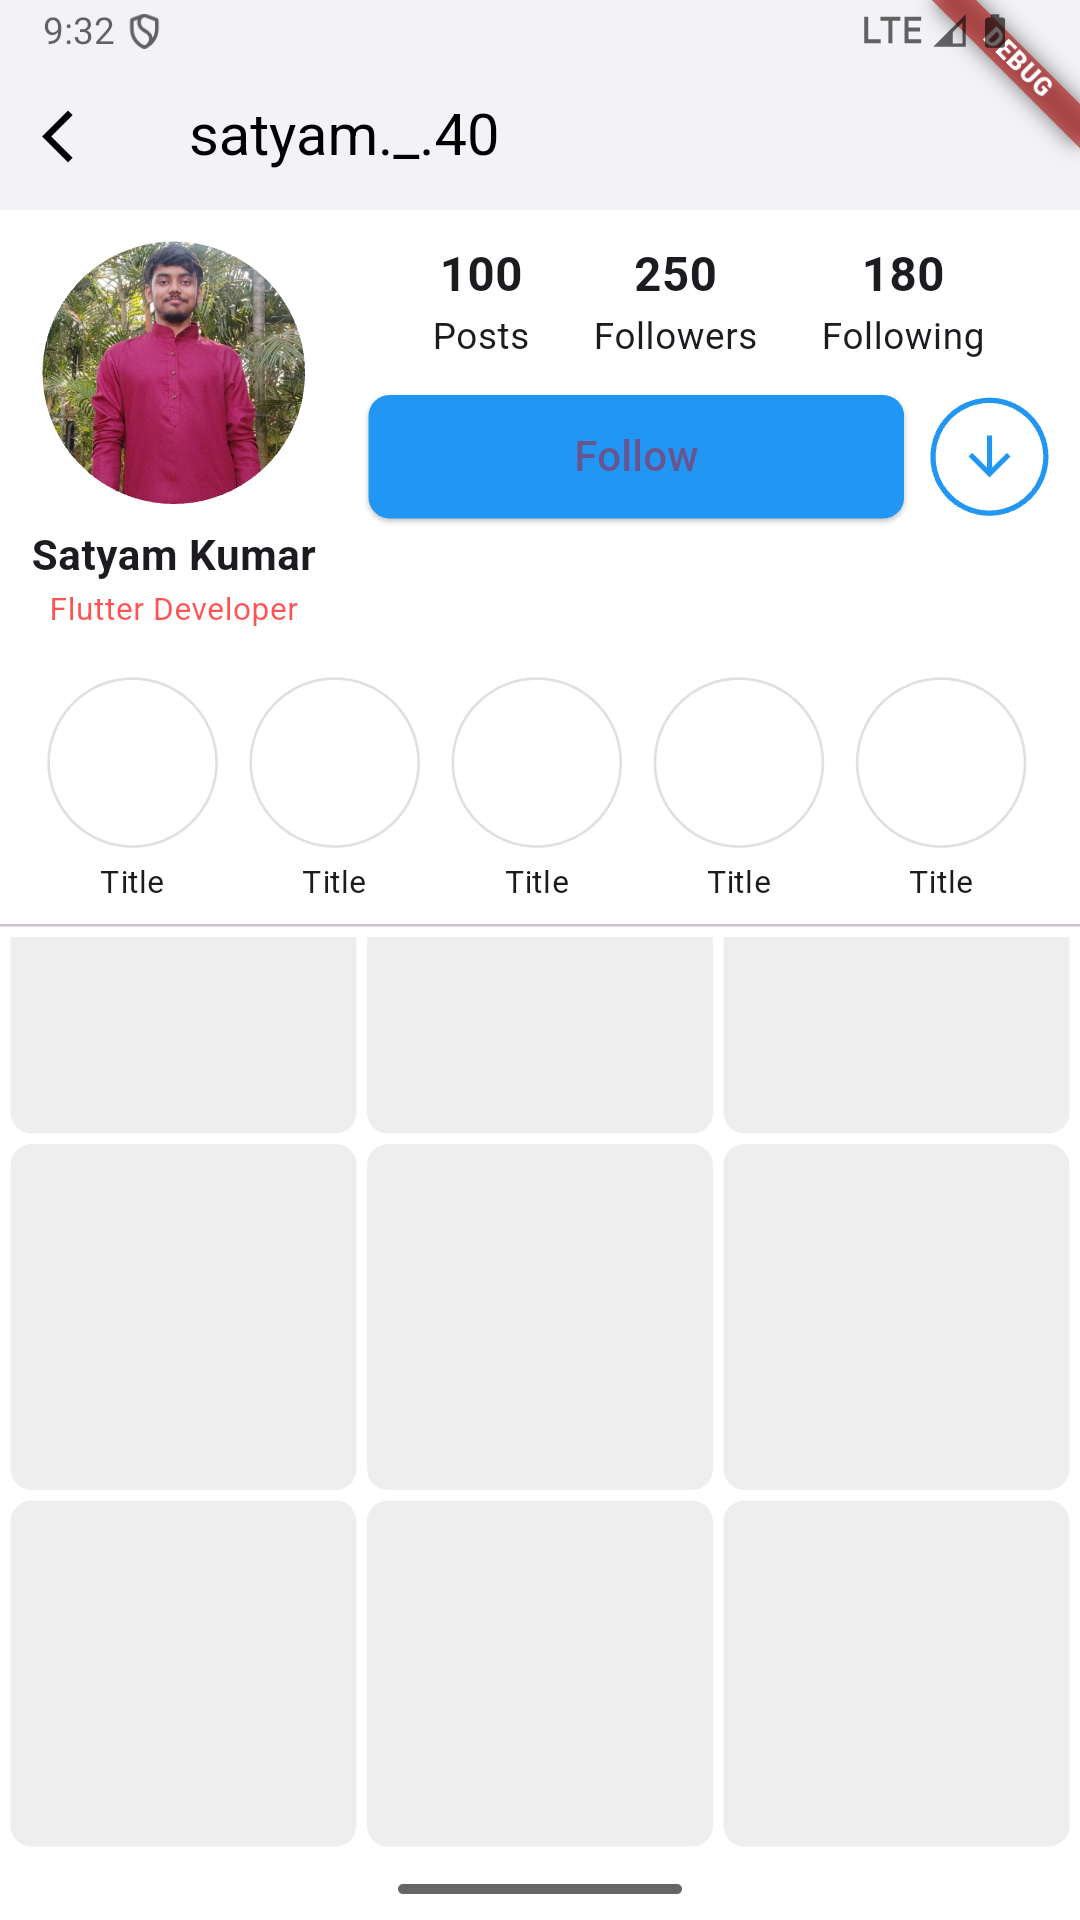 9:32 LTE
DEBUG
satyam._.40
100 250 180
Posts Followers Following
Follow
Satyam Kumar
Flutter Developer
Title Title Title Title Title